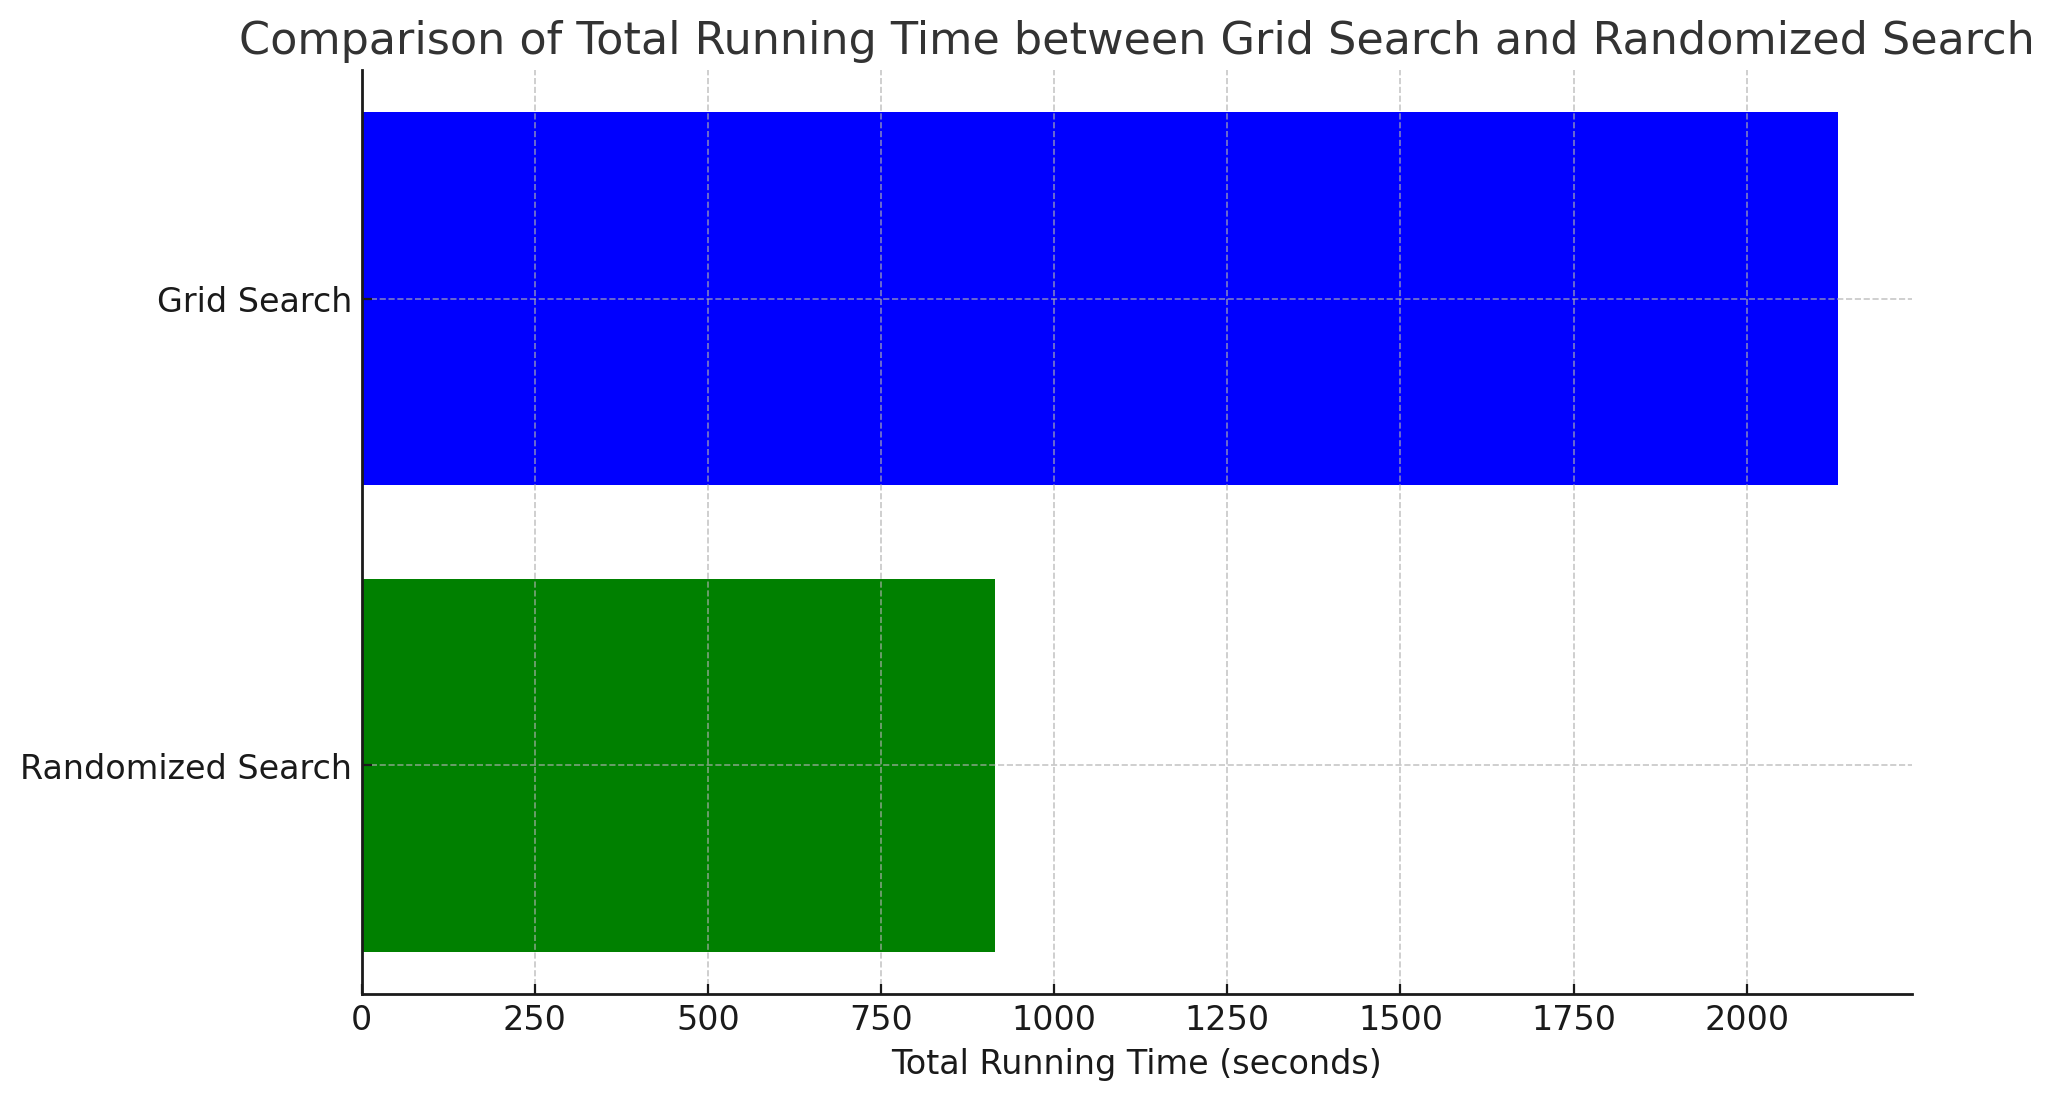 Comparison of Total Running Time between Grid Search and Randomized Search
Grid Search
Randomized Search
0 250 500 750 1000 1250 1500 1750 2000
Total Running Time (seconds)